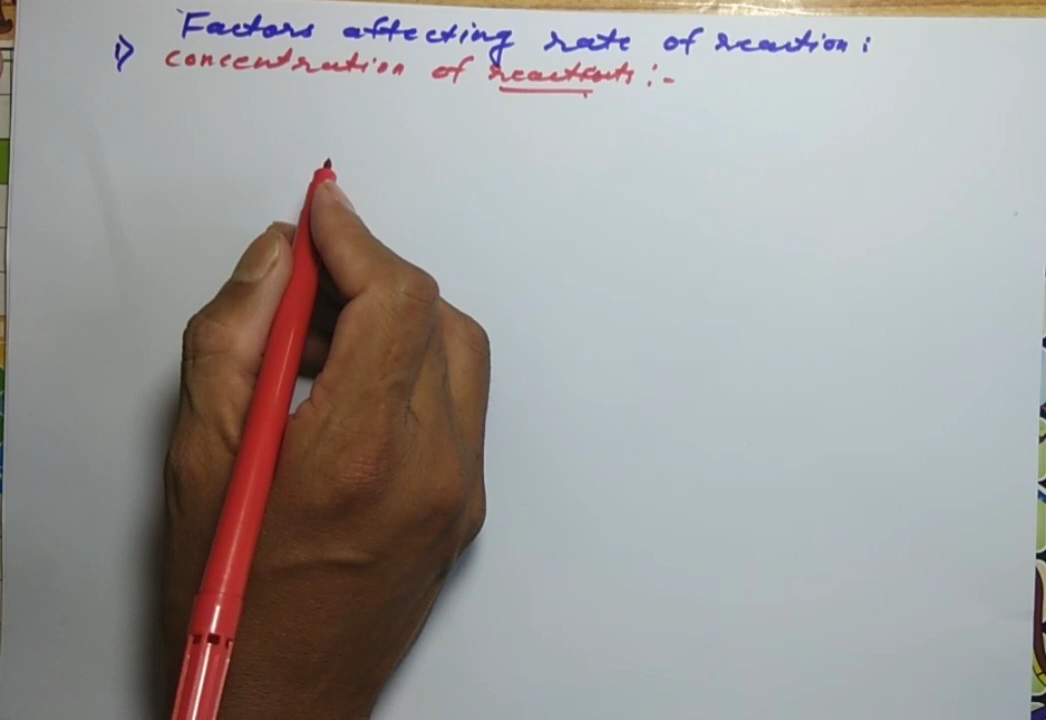 Factors affecting rate of reaction :
1) concentration of reactants :-